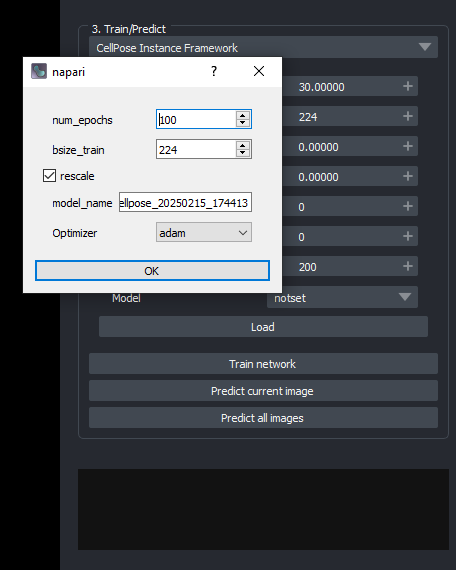 3. Train/Predict
CellPose Instance Framework
napari
?
num_epochs 100
bsize_train 224
rescale
model_name ellpose_20250215_174413
Optimizer adam
OK
30.00000
224
0.00000
0.00000
0
0
200
Model notset
Load
Train network
Predict current image
Predict all images